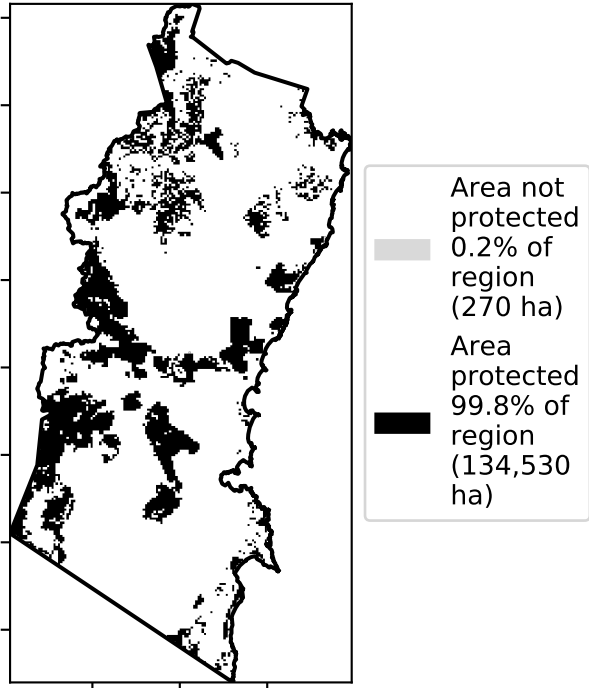 Area not
protected
0.2% of
region
(270 ha)
Area
protected
99.8% of
region
(134,530
ha)